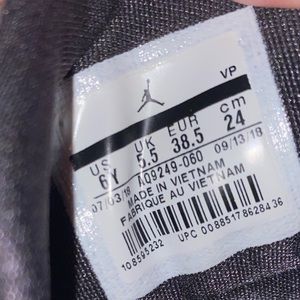 VP
US UK EUR cm
6Y 5.5 38.5 24
07/03/18 AO9249-060 09/13/18
MADE IN VIETNAM
FABRIQUE AU VIETNAM
108595232 UPC 00885178628436